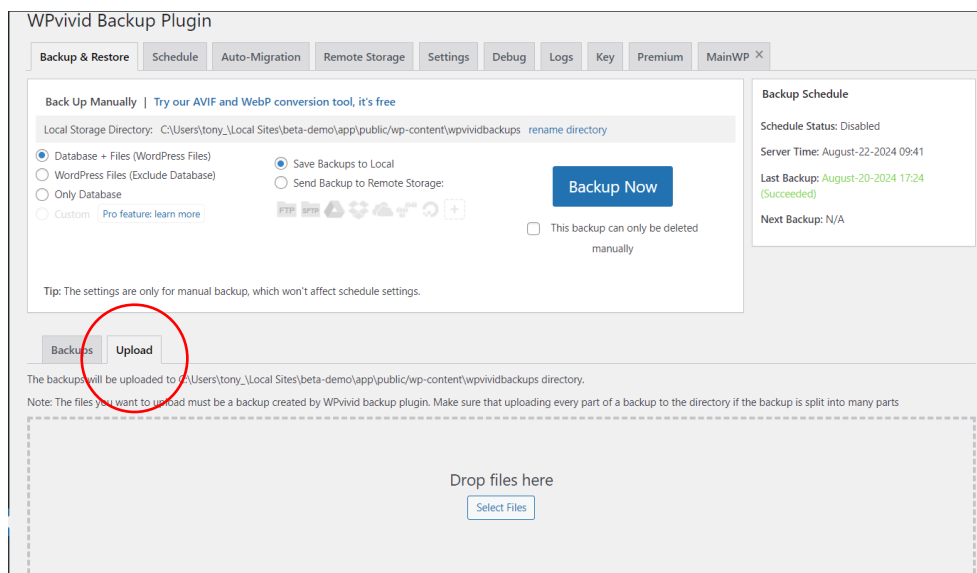 WPvivid Backup Plugin
Backup & Restore Schedule Auto-Migration Remote Storage Settings Debug Logs Key Premium MainWP ×
Back Up Manually | Try our AVIF and WebP conversion tool, it's free
Local Storage Directory: C:\Users\tony_\Local Sites\beta-demo\app\public/wp-content\wpvividbackups rename directory
Database + Files (WordPress Files)
WordPress Files (Exclude Database)
Only Database
Custom Pro feature: learn more
Save Backups to Local
Send Backup to Remote Storage:
FTP SFTP
Backup Now
This backup can only be deleted
manually
Tip: The settings are only for manual backup, which won't affect schedule settings.
Backup Schedule
Schedule Status: Disabled
Server Time: August-22-2024 09:41
Last Backup: August-20-2024 17:24
(Succeeded)
Next Backup: N/A
Backups Upload
The backups will be uploaded to C:\Users\tony_\Local Sites\beta-demo\app\public/wp-content\wpvividbackups directory.
Note: The files you want to upload must be a backup created by WPvivid backup plugin. Make sure that uploading every part of a backup to the directory if the backup is split into many parts
Drop files here
Select Files